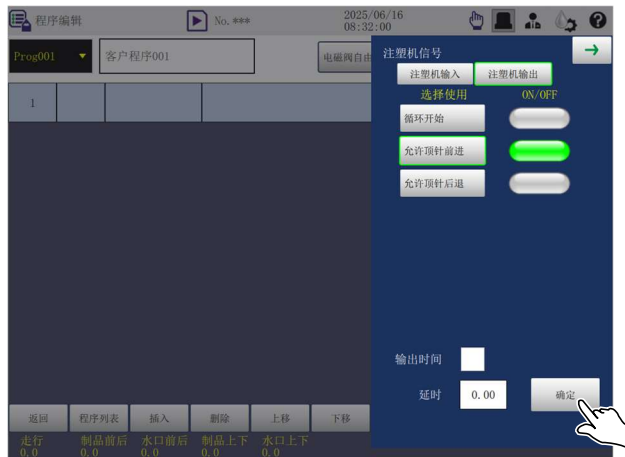 程序编辑
No. ***
2025/06/16
08:32:00
Prog001
客户程序001
电磁阀自由
1
注塑机信号
注塑机输入
注塑机输出
选择使用
ON/OFF
循环开始
允许顶针前进
允许顶针后退
输出时间
延时
0.00
确定
返回
程序列表
插入
删除
上移
下移
走行
制品前后
水口前后
制品上下
水口上下
0.0
0.0
0.0
0.0
0.0